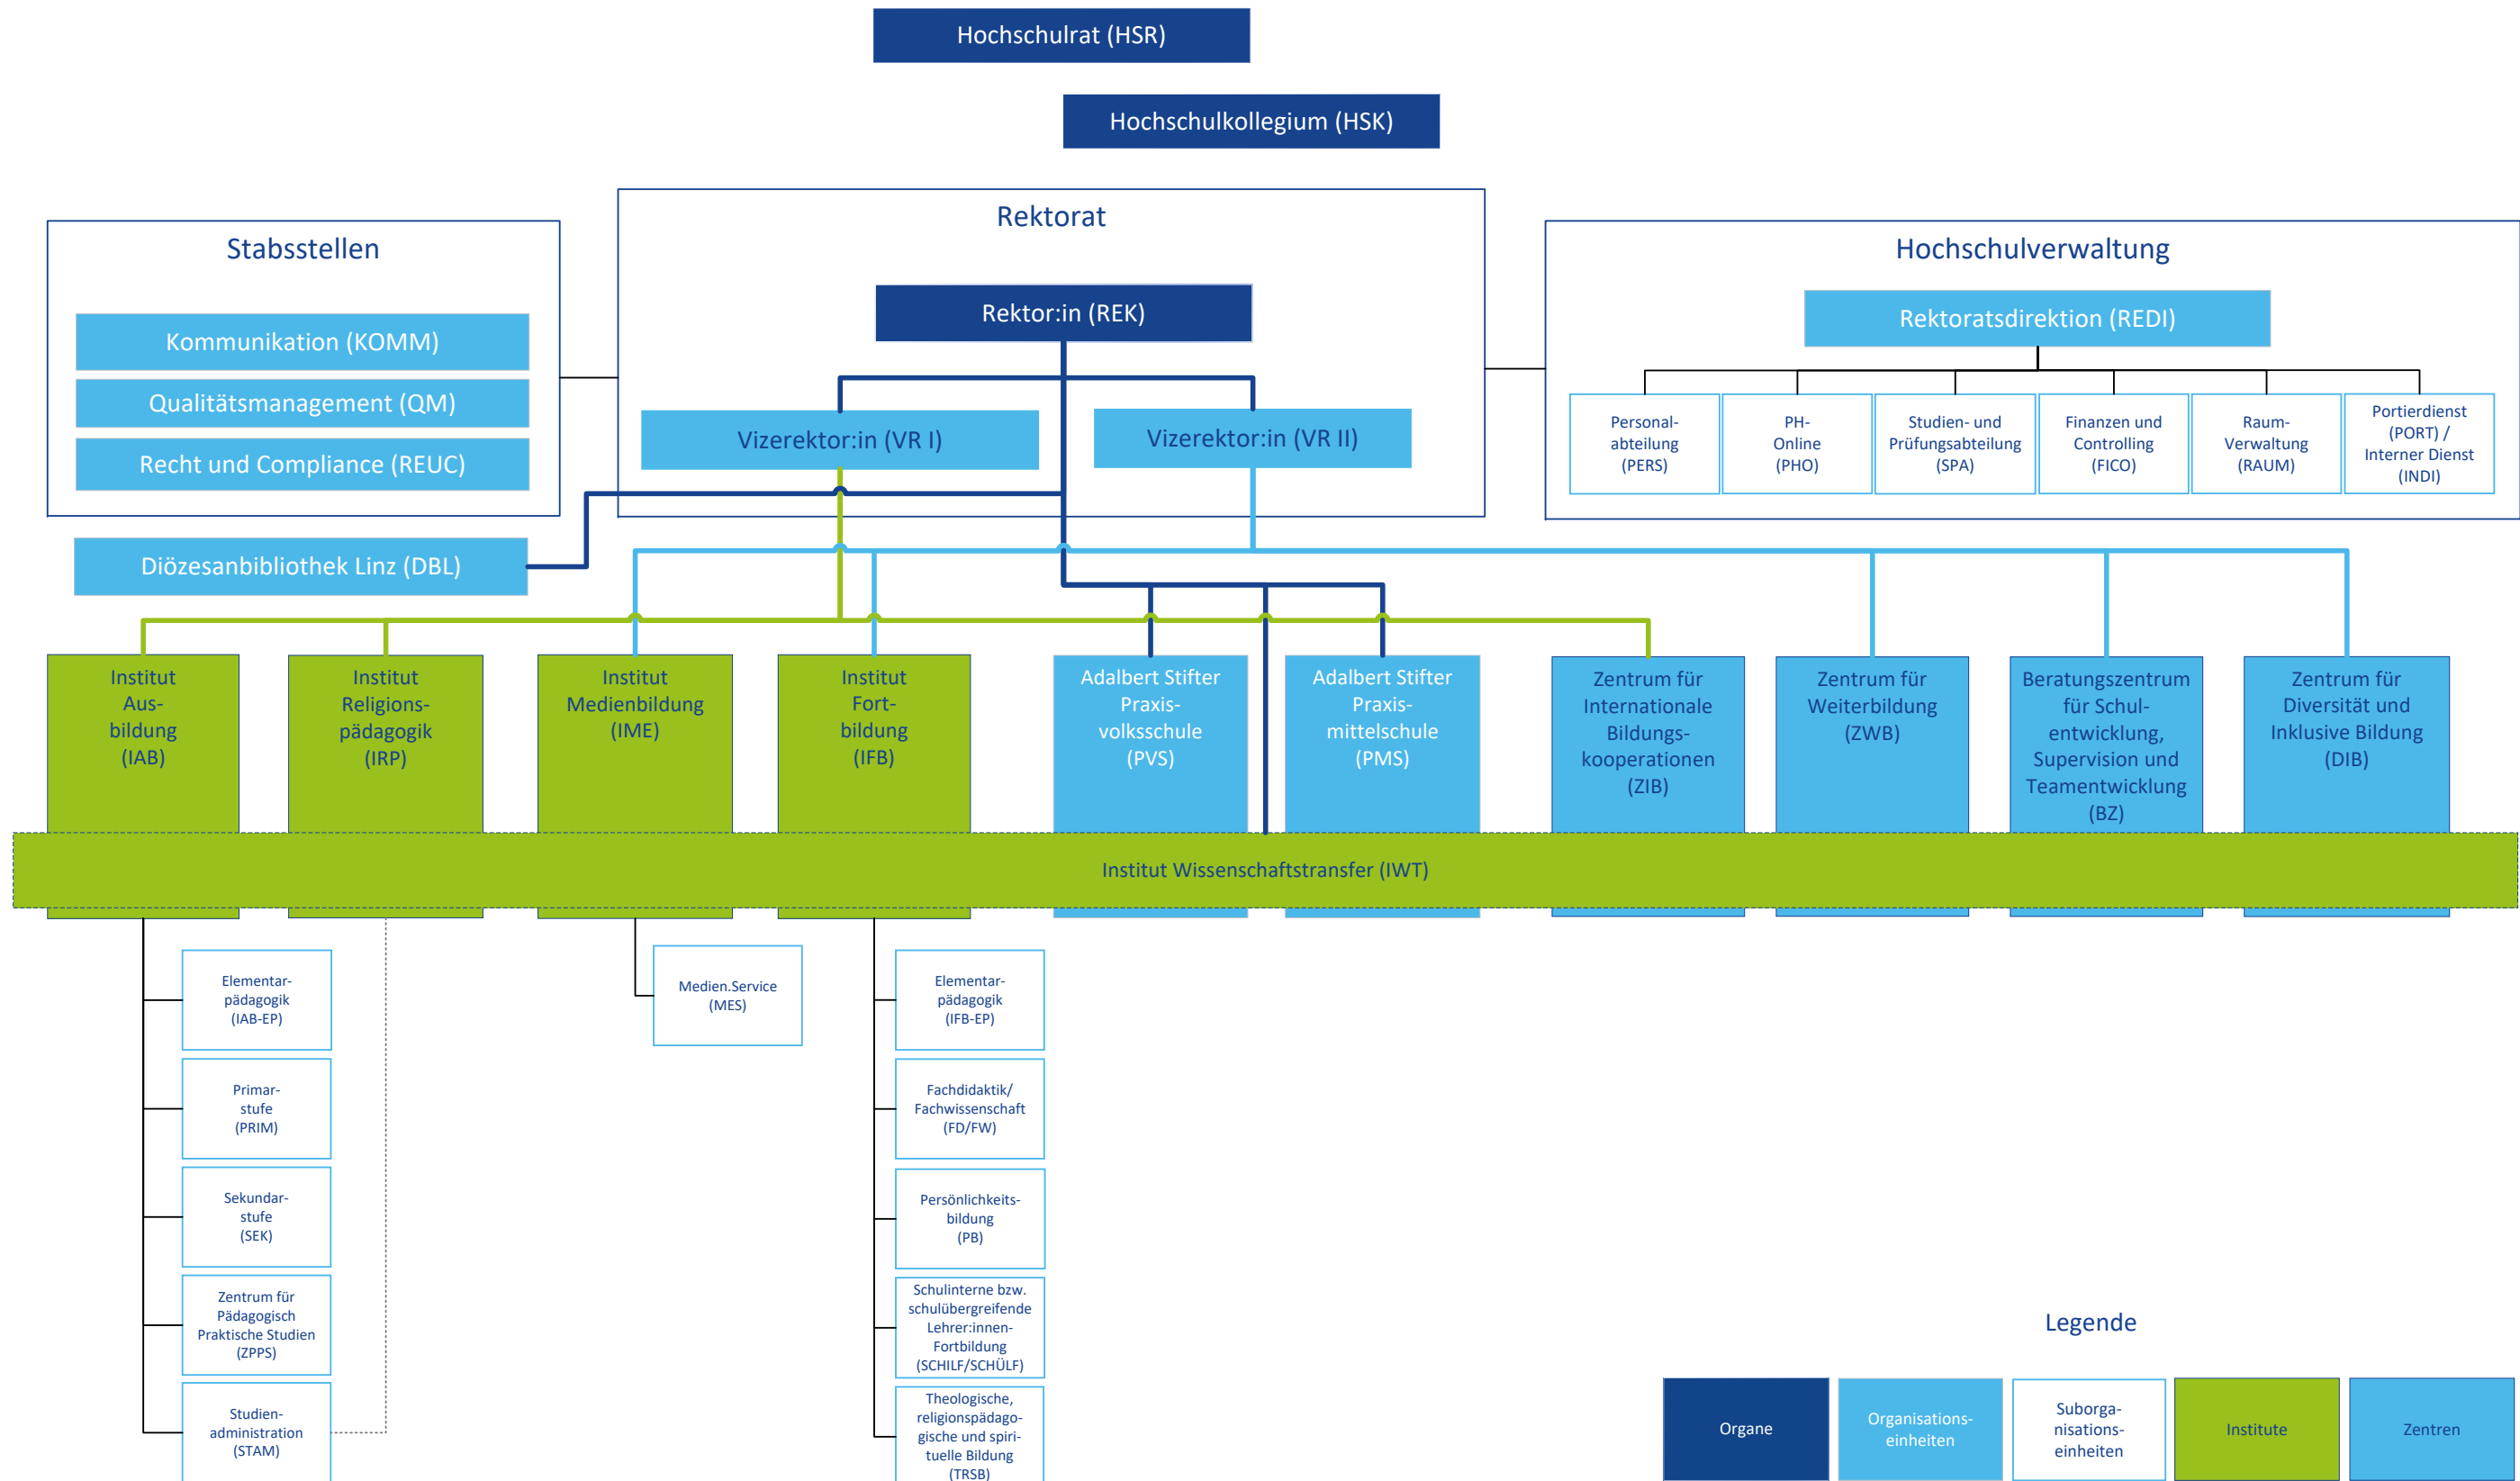 Hochschulrat (HSR)
Hochschulkollegium (HSK)
Stabsstellen
Kommunikation (KOMM)
Qualitätsmanagement (QM)
Recht und Compliance (REUC)
Rektorat
Rektor:in (REK)
Vizerektor:in (VR I)
Vizerektor:in (VR II)
Hochschulverwaltung
Rektoratsdirektion (REDI)
Personal-
abteilung
(PERS)
PH-
Online
(PHO)
Studien- und
Prüfungsabteilung
(SPA)
Finanzen und
Controlling
(FICO)
Raum-
Verwaltung
(RAUM)
Portierdienst
(PORT) /
Interner Dienst
(INDI)
Diözesanbibliothek Linz (DBL)
Institut
Aus-
bildung
(IAB)
Institut
Religions-
pädagogik
(IRP)
Institut
Medienbildung
(IME)
Institut
Fort-
bildung
(IFB)
Adalbert Stifter
Praxis-
volksschule
(PVS)
Adalbert Stifter
Praxis-
mittelschule
(PMS)
Zentrum für
Internationale
Bildungs-
kooperationen
(ZIB)
Zentrum für
Weiterbildung
(ZWB)
Beratungszentrum
für Schul-
entwicklung,
Supervision und
Teamentwicklung
(BZ)
Zentrum für
Diversität und
Inklusive Bildung
(DIB)
Institut Wissenschaftstransfer (IWT)
Elementar-
pädagogik
(IAB-EP)
Primar-
stufe
(PRIM)
Sekundar-
stufe
(SEK)
Zentrum für
Pädagogisch
Praktische Studien
(ZPPS)
Studien-
administration
(STAM)
Medien.Service
(MES)
Elementar-
pädagogik
(IFB-EP)
Fachdidaktik/
Fachwissenschaft
(FD/FW)
Persönlichkeits-
bildung
(PB)
Schulinterne bzw.
schulübergreifende
Lehrer:innen-
Fortbildung
(SCHILF/SCHÜLF)
Theologische,
religionspädago-
gische und spiri-
tuelle Bildung
(TRSB)
Legende
Organe
Organisations-
einheiten
Suborga-
nisations-
einheiten
Institute
Zentren